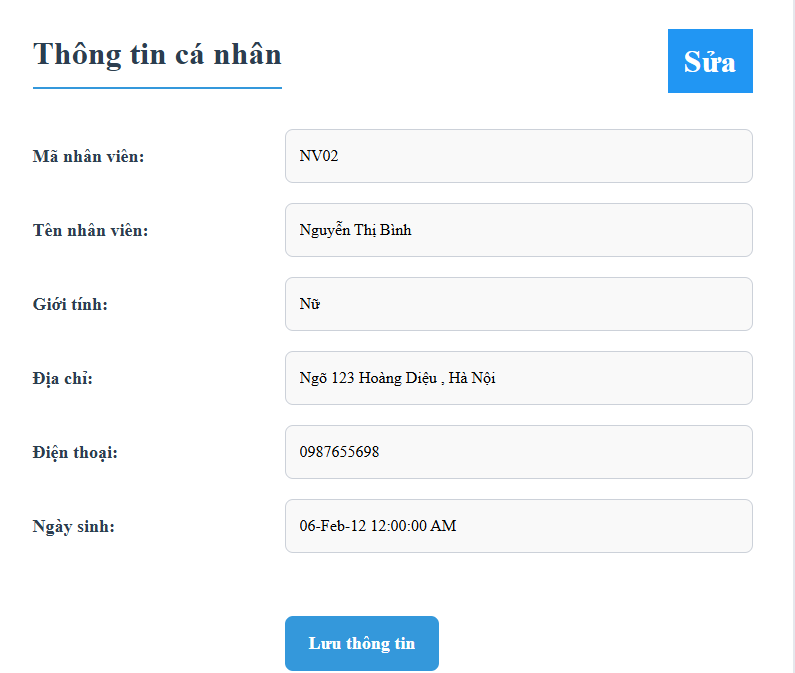 Thông tin cá nhân
Sửa
Mã nhân viên:
NV02
Tên nhân viên:
Nguyễn Thị Bình
Giới tính:
Nữ
Địa chỉ:
Ngõ 123 Hoàng Diệu , Hà Nội
Điện thoại:
0987655698
Ngày sinh:
06-Feb-12 12:00:00 AM
Lưu thông tin